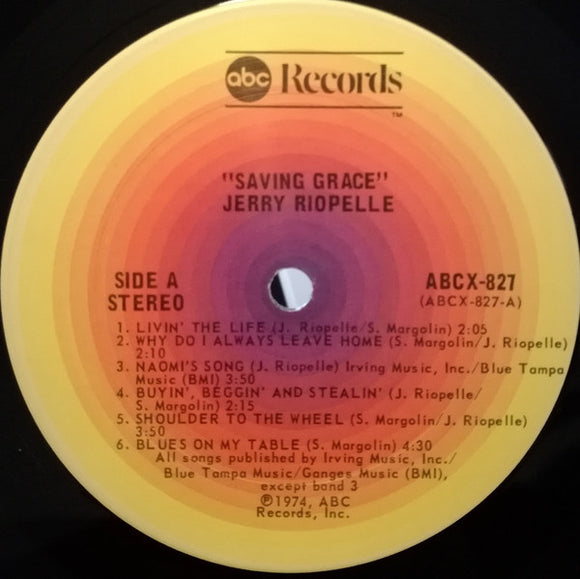 abc Records
TM
"SAVING GRACE"
JERRY RIOPELLE
SIDE A
STEREO
ABCX-827
(ABCX-827-A)
1. LIVIN' THE LIFE (J. Riopelle/S. Margolin) 2:05
2. WHY DO I ALWAYS LEAVE HOME (S. Margolin/J. Riopelle)
2:10
3. NAOMI'S SONG (J. Riopelle) Irving Music, Inc./Blue Tampa
Music (BMI) 3:50
4. BUYIN', BEGGIN' AND STEALIN' (J. Riopelle/
S. Margolin) 2:15
5. SHOULDER TO THE WHEEL (S. Margolin/J. Riopelle)
3:50
6. BLUES ON MY TABLE (S. Margolin) 4:30
All songs published by Irving Music, Inc./
Blue Tampa Music/Ganges Music (BMI),
except band 3
℗1974, ABC
Records, Inc.